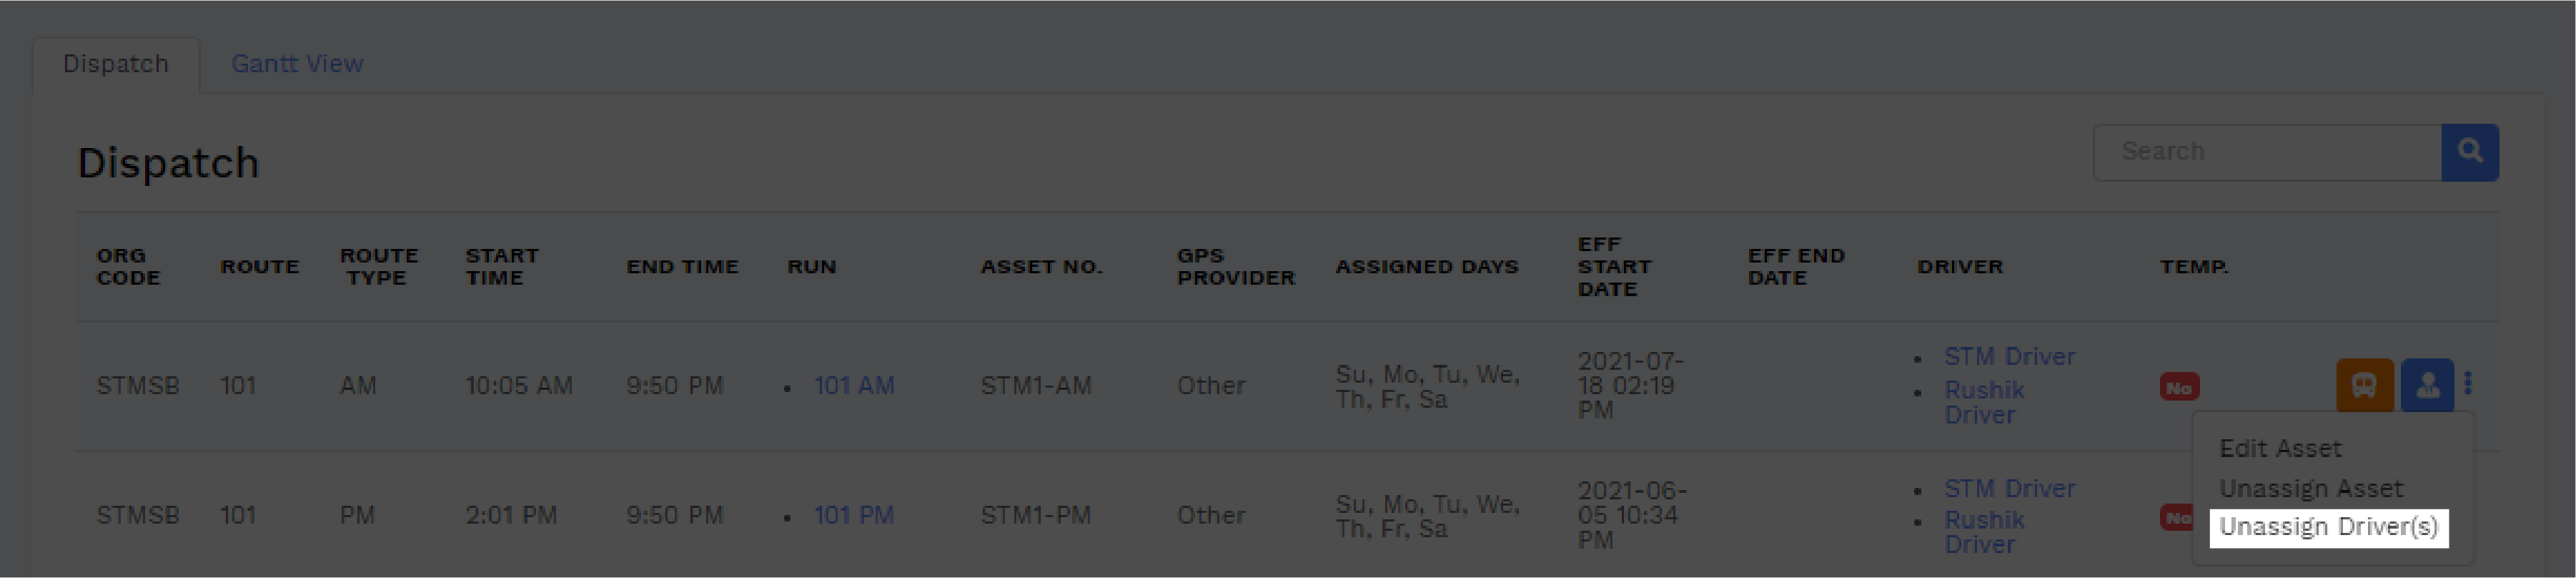 Dispatch
Gantt View
Dispatch
Search
ORG CODE
ROUTE
ROUTE TYPE
START TIME
END TIME
RUN
ASSET NO.
GPS PROVIDER
ASSIGNED DAYS
EFF START DATE
EFF END DATE
DRIVER
TEMP.
STMSB
101
AM
10:05 AM
9:50 PM
• 101 AM
STM1-AM
Other
Su, Mo, Tu, We,
Th, Fr, Sa
2021-07-
18 02:19
PM
• STM Driver
• Rushik
Driver
No
Edit Asset
Unassign Asset
Unassign Driver(s)
STMSB
101
PM
2:01 PM
9:50 PM
• 101 PM
STM1-PM
Other
Su, Mo, Tu, We,
Th, Fr, Sa
2021-06-
05 10:34
PM
• STM Driver
• Rushik
Driver
No